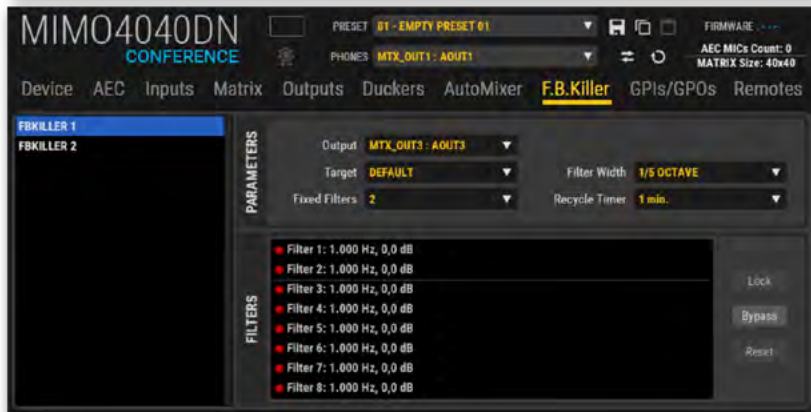 MIMO4040DN
CONFERENCE
PRESET 01 - EMPTY PRESET 01
PHONES MTX_OUT1 : AOUT1
FIRMWARE : ---
AEC MICs Count: 0
MATRIX Size: 40x40
Device AEC Inputs Matrix Outputs Duckers AutoMixer F.B.Killer GPIs/GPOs Remotes
FBKILLER 1
FBKILLER 2
PARAMETERS
Output MTX_OUT3 : AOUT3
Target DEFAULT
Filter Width 1/5 OCTAVE
Fixed Filters 2
Recycle Timer 1 min.
FILTERS
Filter 1: 1.000 Hz, 0,0 dB
Filter 2: 1.000 Hz, 0,0 dB
Filter 3: 1.000 Hz, 0,0 dB
Filter 4: 1.000 Hz, 0,0 dB
Filter 5: 1.000 Hz, 0,0 dB
Filter 6: 1.000 Hz, 0,0 dB
Filter 7: 1.000 Hz, 0,0 dB
Filter 8: 1.000 Hz, 0,0 dB
Lock
Bypass
Reset